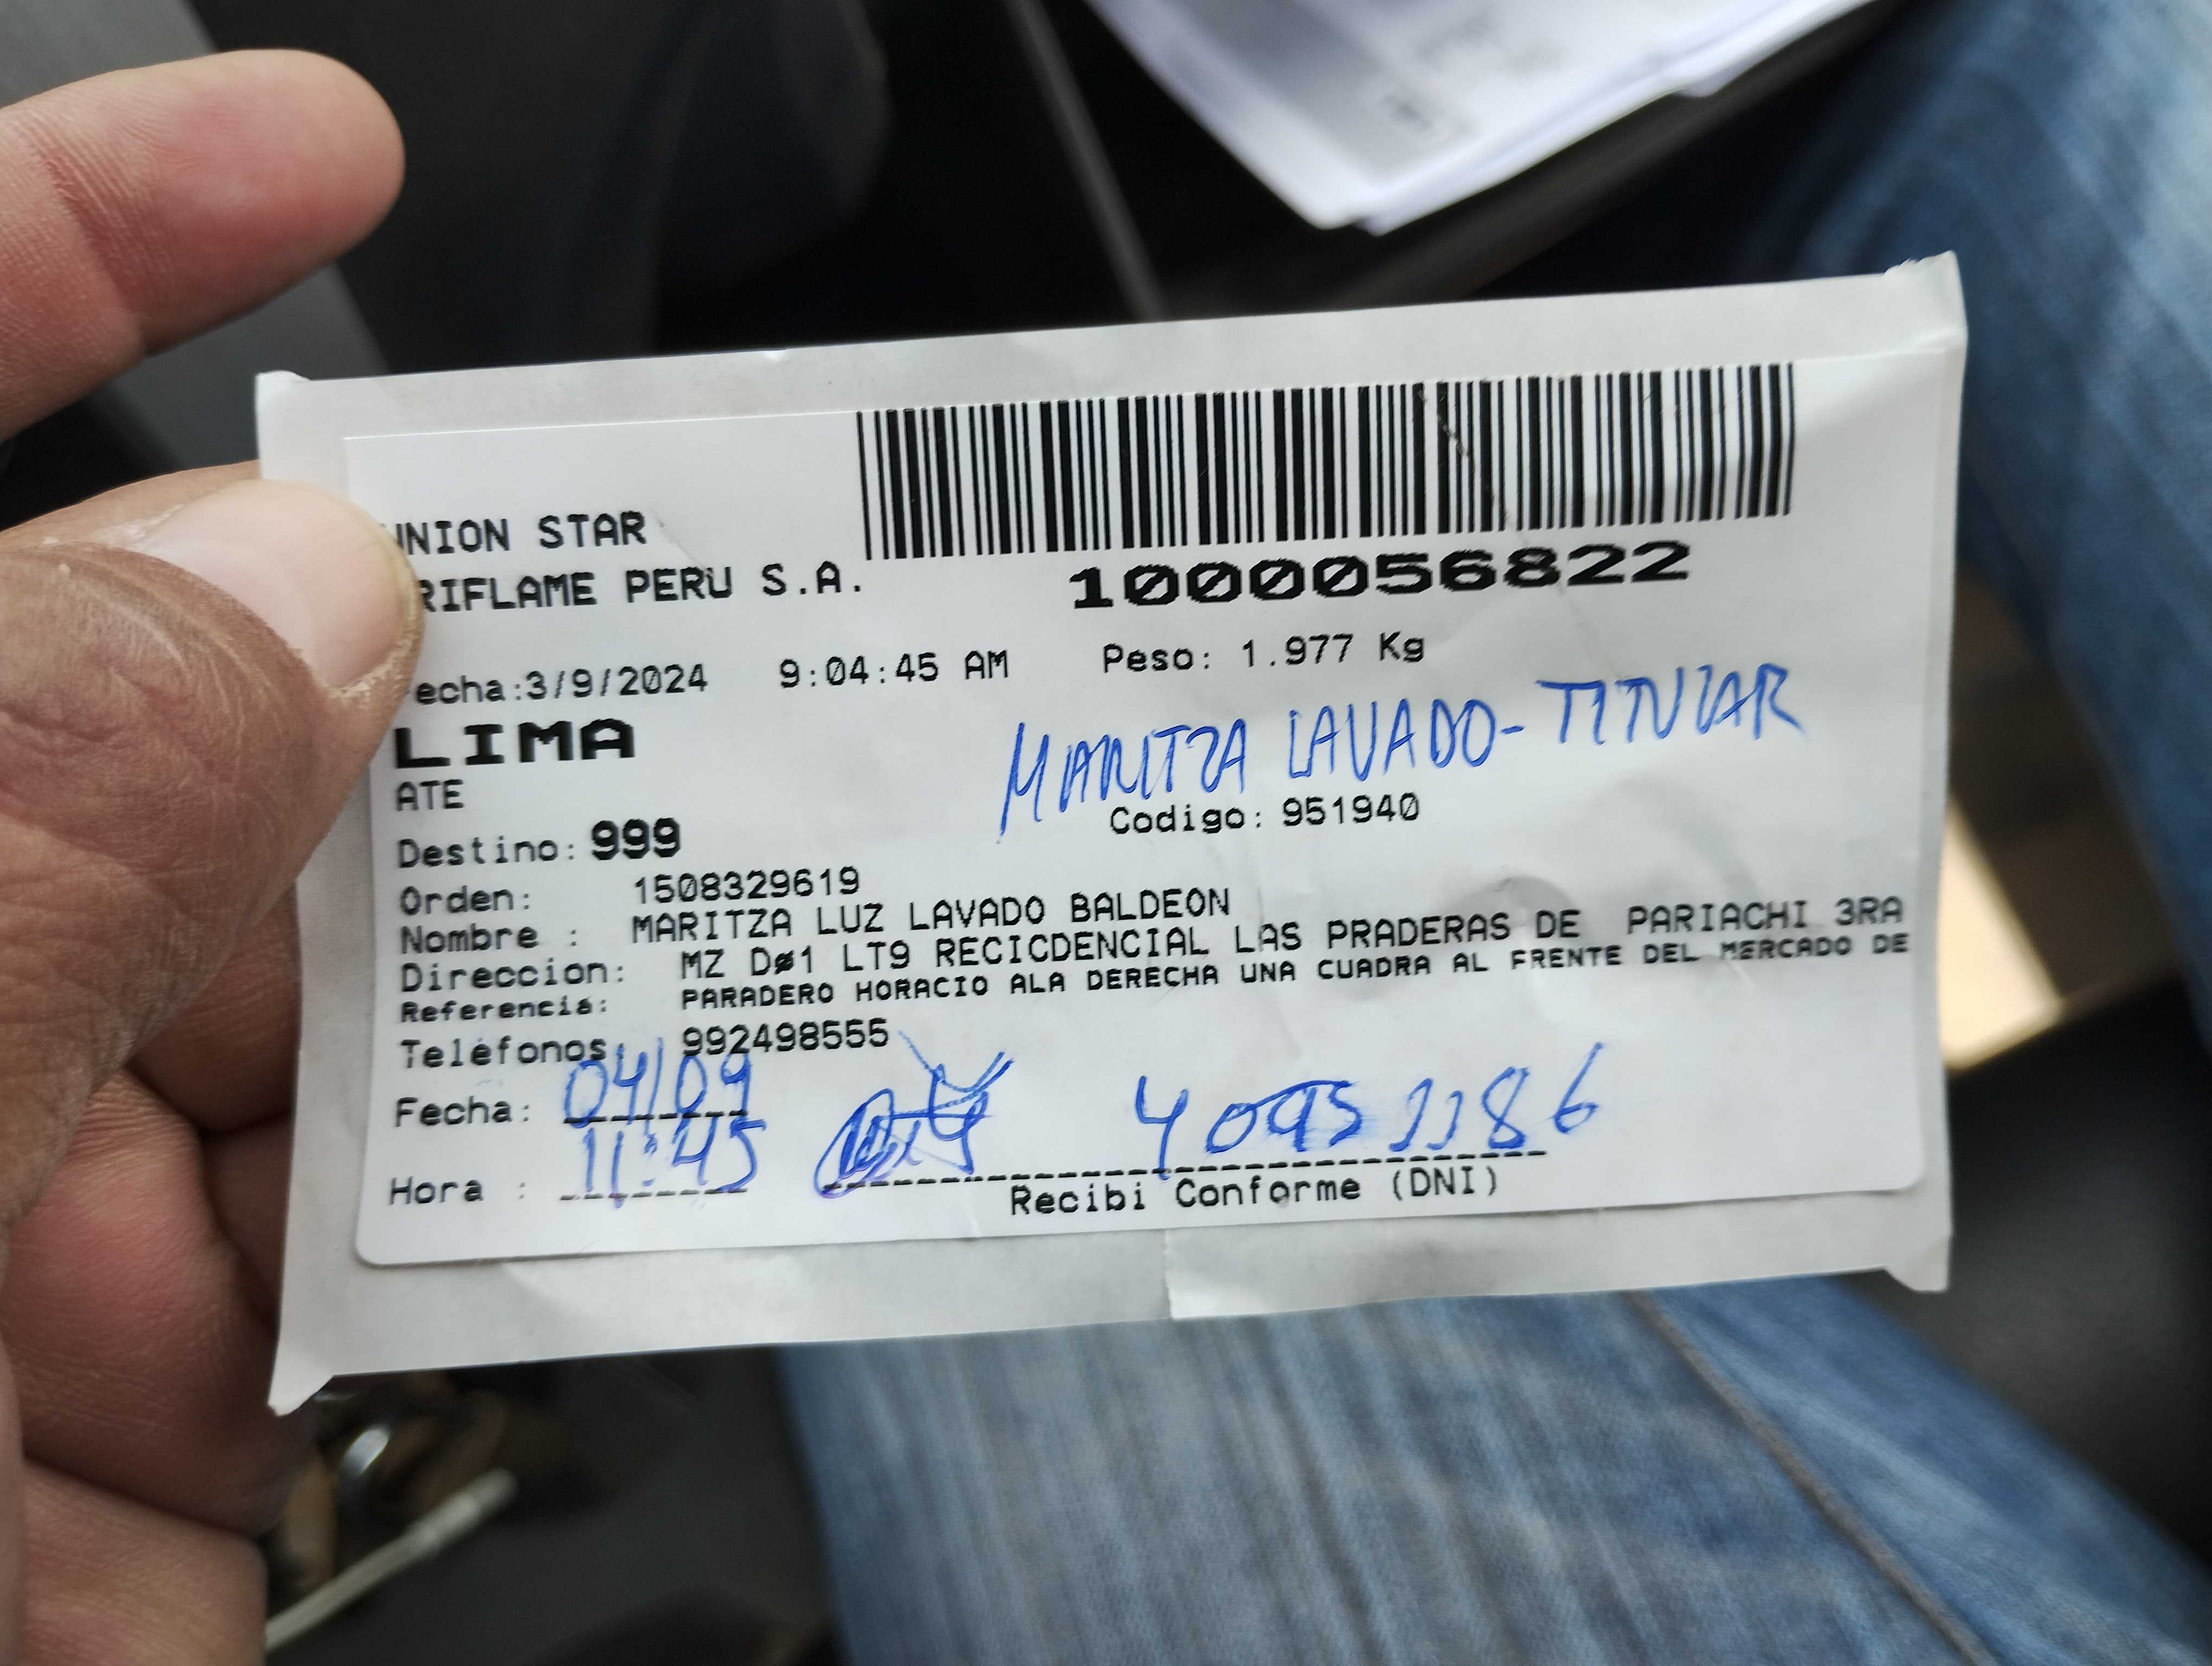 UNION STAR
RIFLAME PERU S.A.
1000056822
echa:3/9/2024 9:04:45 AM Peso: 1.977 Kg
LIMA
MARITZA LAVADO-TITULAR
ATE
Codigo: 951940
Destino: 999
Orden: 1508329619
Nombre : MARITZA LUZ LAVADO BALDEON
Direccion: MZ D01 LT9 RECICDENCIAL LAS PRADERAS DE PARIACHI 3RA
Referencia: PARADERO HORACIO ALA DERECHA UNA CUADRA AL FRENTE DEL MERCADO DE
Teléfonos: 992498555
Fecha: 04/09
Hora : 11:45
Recibi Conforme (DNI)